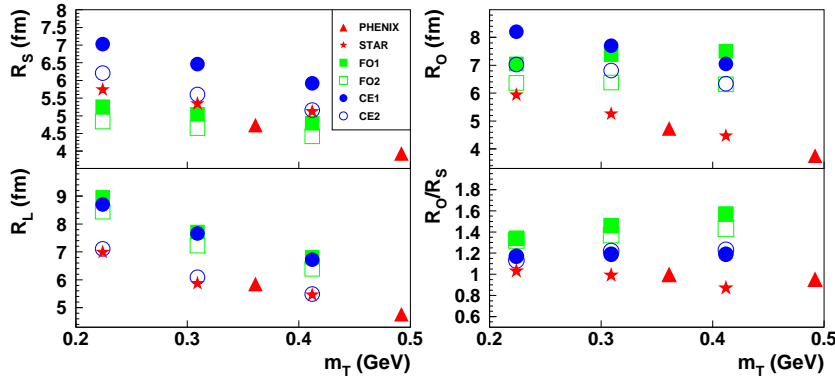 R_S (fm)
8
7.5
7
6.5
6
5.5
5
4.5
4
PHENIX
STAR
FO1
FO2
CE1
CE2
R_O (fm)
8
7
6
5
4
R_L (fm)
9
8
7
6
5
0.2
0.3
0.4
0.5
m_T (GeV)
R_O/R_S
1.8
1.6
1.4
1.2
1
0.8
0.6
0.2
0.3
0.4
0.5
m_T (GeV)